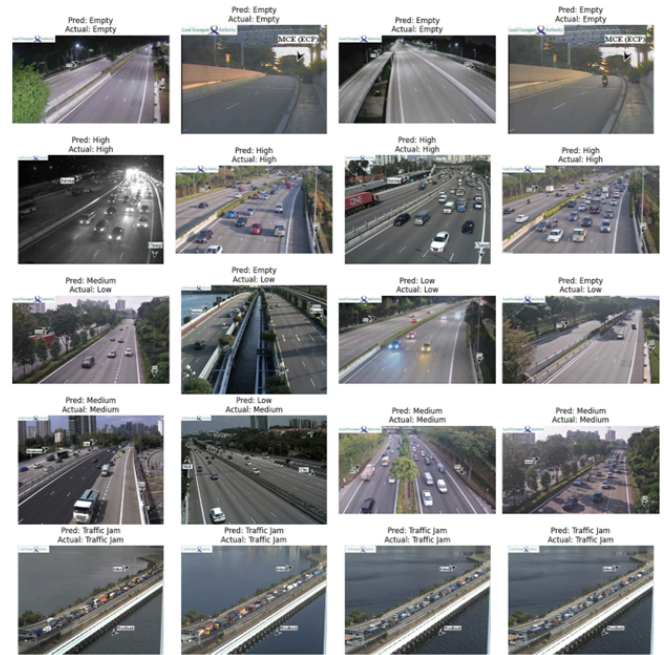 Pred: Empty
Actual: Empty
Pred: Empty
Actual: Empty
Pred: Empty
Actual: Empty
Pred: Empty
Actual: Empty
MCE (ECP)
MCE (ECP)
Pred: High
Actual: High
Pred: High
Actual: High
Pred: High
Actual: High
Pred: High
Actual: High
Pred: Medium
Actual: Low
Pred: Empty
Actual: Low
Pred: Low
Actual: Low
Pred: Empty
Actual: Low
Pred: Medium
Actual: Medium
Pred: Low
Actual: Medium
Pred: Medium
Actual: Medium
Pred: Medium
Actual: Medium
Pred: Traffic Jam
Actual: Traffic Jam
Pred: Traffic Jam
Actual: Traffic Jam
Pred: Traffic Jam
Actual: Traffic Jam
Pred: Traffic Jam
Actual: Traffic Jam